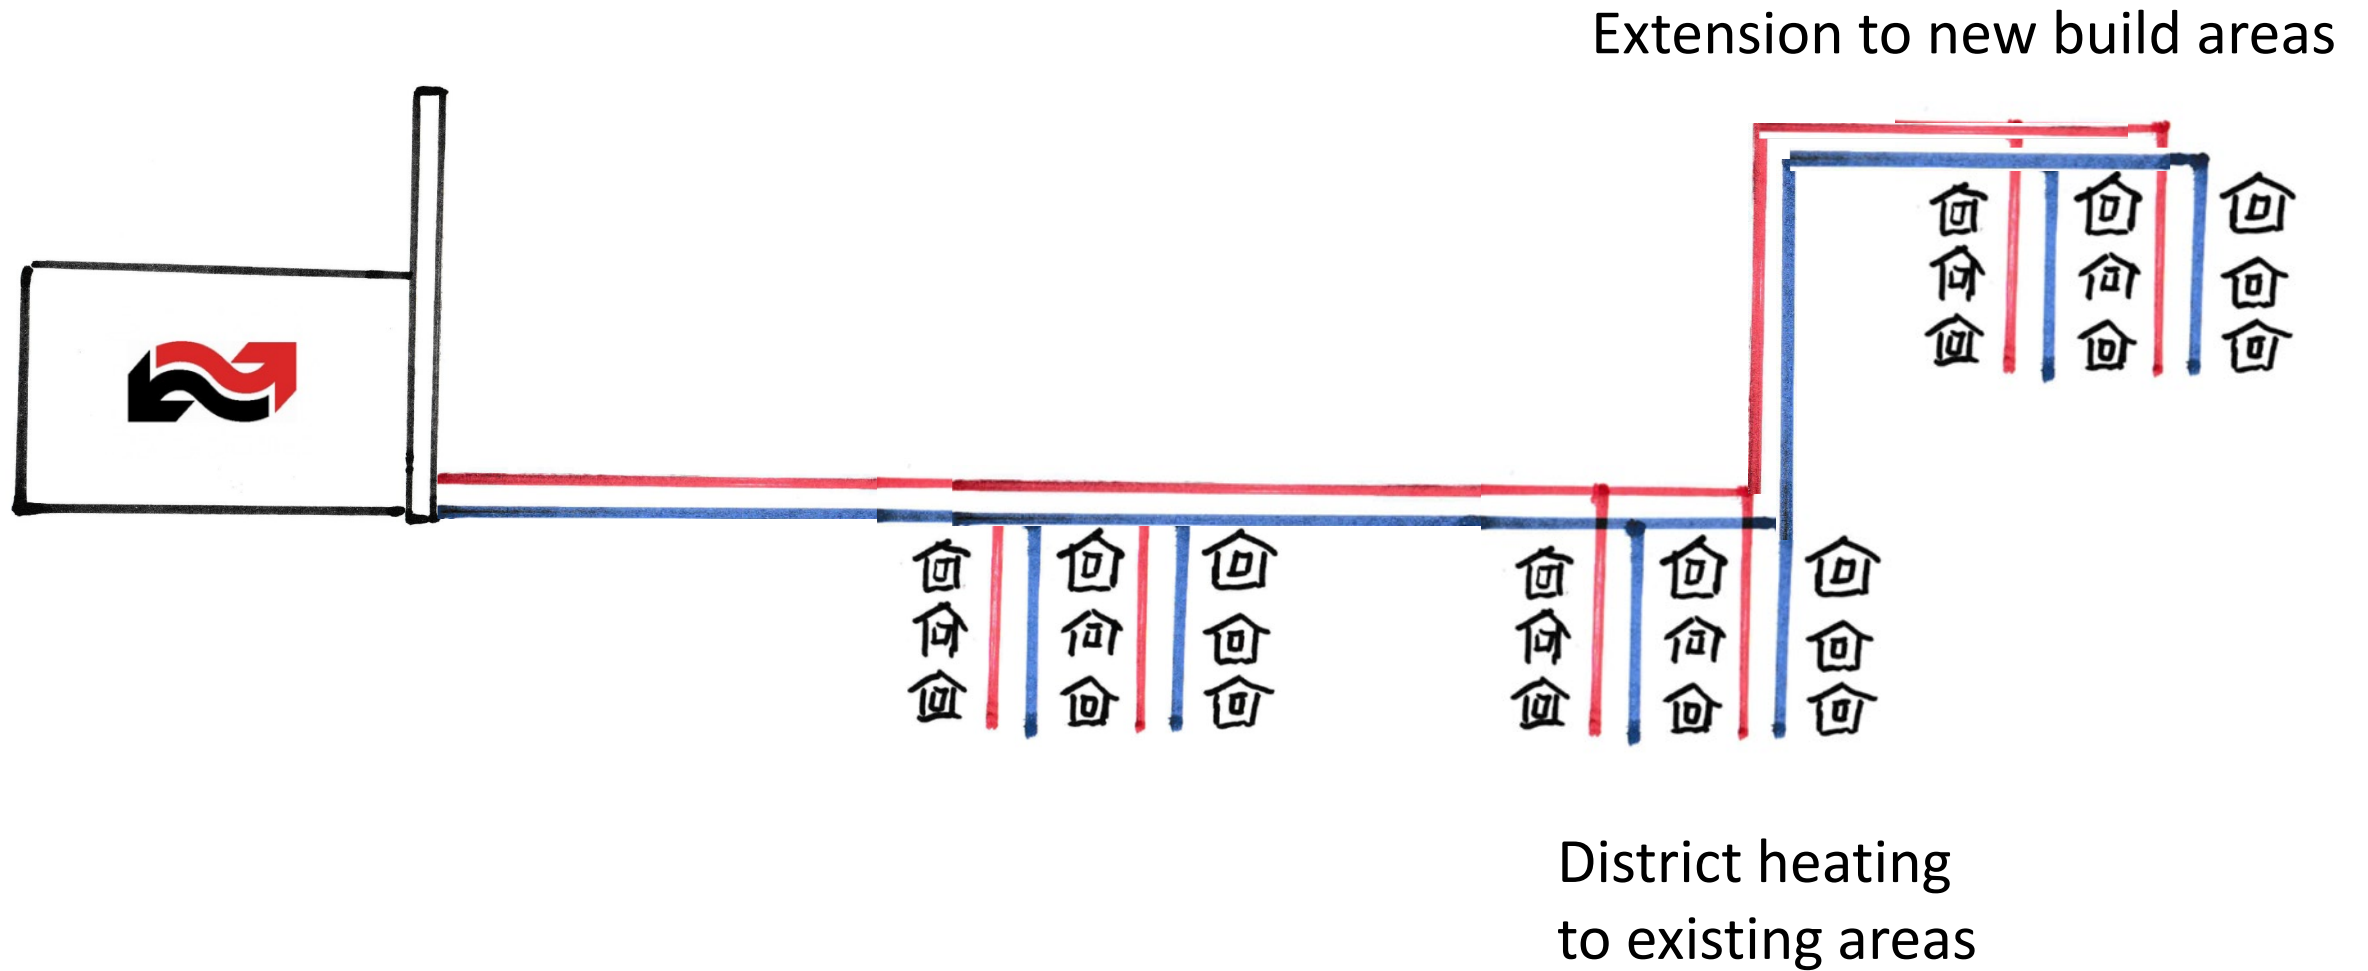 Extension to new build areas
District heating
to existing areas